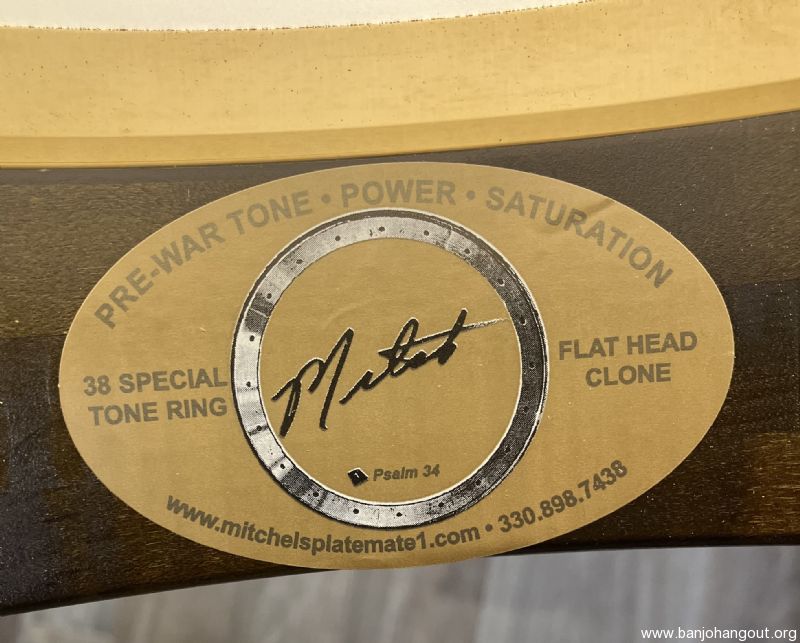 PRE-WAR TONE • POWER • SATURATION
38 SPECIAL
TONE RING
FLAT HEAD
CLONE
Psalm 34
www.mitchelsplatemate1.com • 330.898.7438
www.banjohangout.org